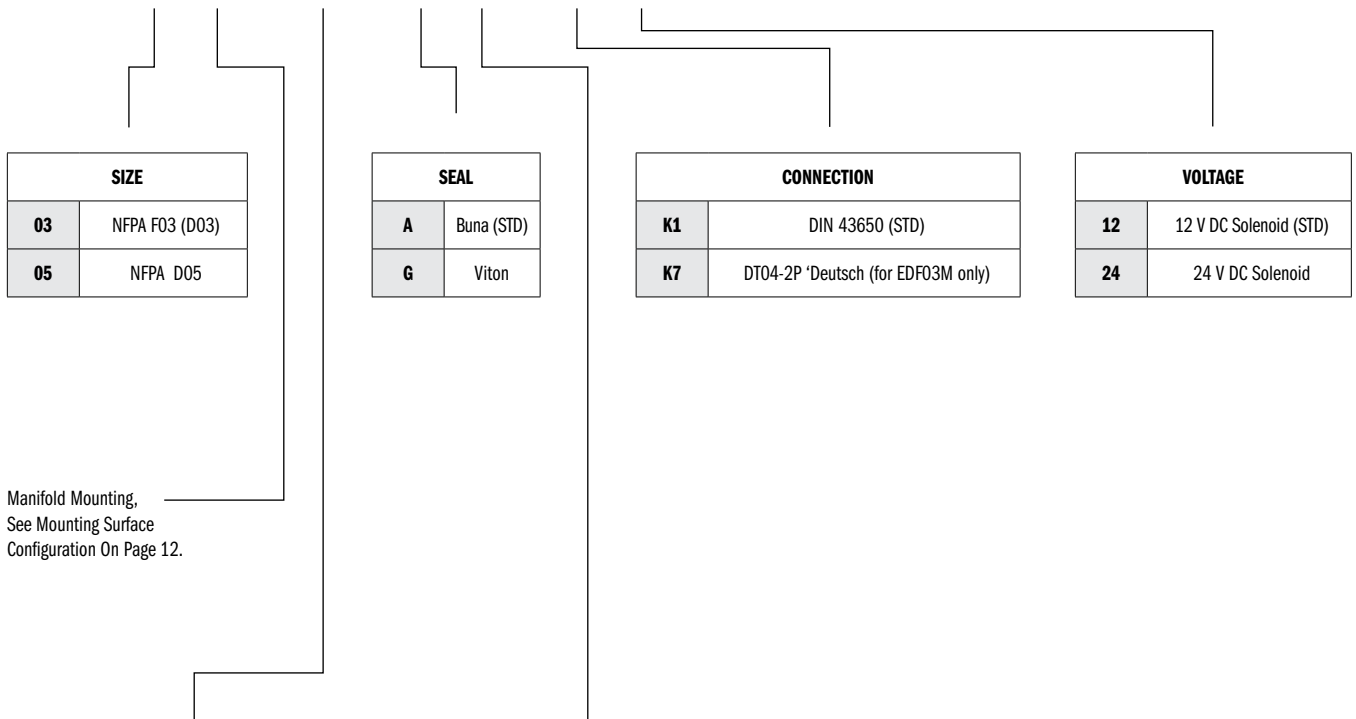 SIZE
03 NFPA F03 (D03)
05 NFPA D05
SEAL
A Buna (STD)
G Viton
CONNECTION
K1 DIN 43650 (STD)
K7 DT04-2P ‘Deutsch (for EDF03M only)
VOLTAGE
12 12 V DC Solenoid (STD)
24 24 V DC Solenoid
Manifold Mounting,
See Mounting Surface
Configuration On Page 12.